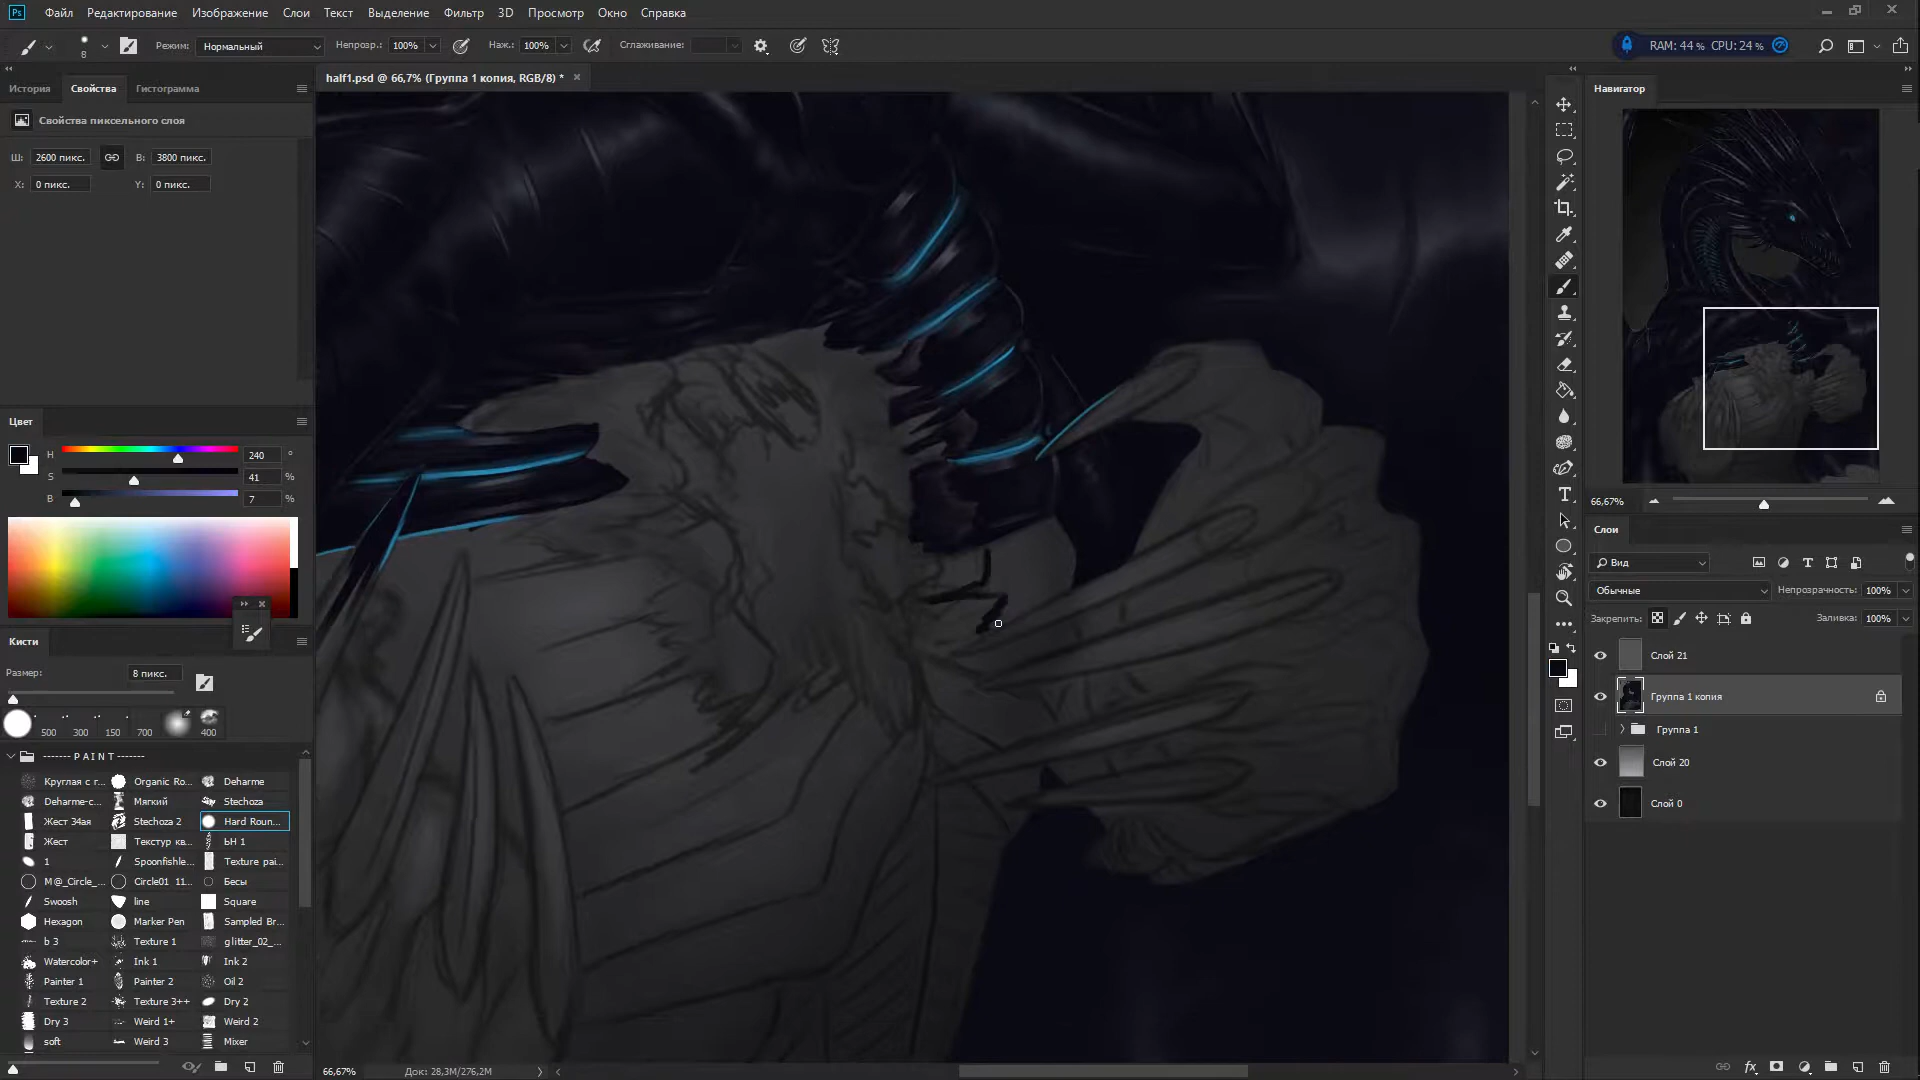 Ps Файл Редактирование Изображение Слои Текст Выделение Фильтр 3D Просмотр Окно Справка
8 Режим: Нормальный Непрозр.: 100% Наж.: 100% Сглаживание: RAM: 44 % CPU: 24 %
half1.psd @ 66,7% (Группа 1 копия, RGB/8) *
История Свойства Гистограмма
Свойства пиксельного слоя
Ш: 2600 пикс. В: 3800 пикс.
X: 0 пикс. Y: 0 пикс.
Цвет
H 240 °
S 41 %
B 7 %
Кисти
Размер: 8 пикс.
500 300 150 700 400
------- P A I N T ------
Круглая с г... Organic Ro... Deharme
Deharme-c... Мягкий Stechoza
Жест 34ая Stechoza 2 Hard Roun...
Жест Текстур кв... ЬН 1
1 Spoonfishle... Texture pai...
M@_Circle_... Circle01 11... Бесы
Swoosh line Square
Hexagon Marker Pen Sampled Br...
b 3 Texture 1 glitter_02_...
Watercolor+ Ink 1 Ink 2
Painter 1 Painter 2 Oil 2
Texture 2 Texture 3++ Dry 2
Dry 3 Weird 1+ Weird 2
soft Weird 3 Mixer
66,67% Док: 28,3M/276,2M
Навигатор
66,67%
Слои
Вид
Обычные Непрозрачность: 100%
Закрепить: Заливка: 100%
Слой 21
Группа 1 копия
Группа 1
Слой 20
Слой 0